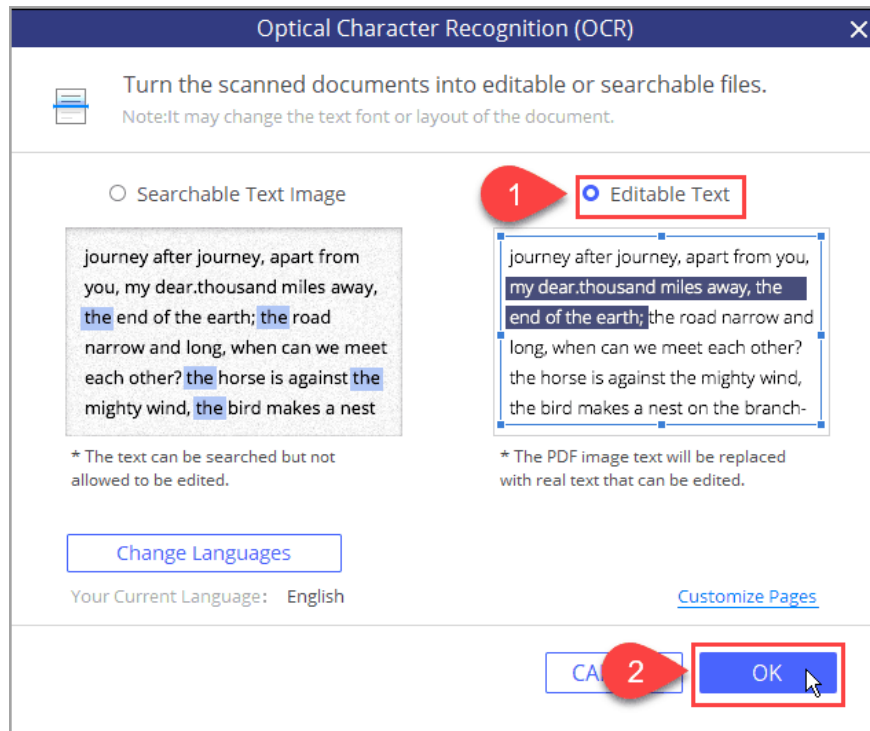 Optical Character Recognition (OCR)
Turn the scanned documents into editable or searchable files.
Note:It may change the text font or layout of the document.
Searchable Text Image
journey after journey, apart from
you, my dear.thousand miles away,
the end of the earth; the road
narrow and long, when can we meet
each other? the horse is against the
mighty wind, the bird makes a nest
* The text can be searched but not
allowed to be edited.
1
Editable Text
journey after journey, apart from you,
my dear.thousand miles away, the
end of the earth; the road narrow and
long, when can we meet each other?
the horse is against the mighty wind,
the bird makes a nest on the branch-
* The PDF image text will be replaced
with real text that can be edited.
Change Languages
Your Current Language: English
Customize Pages
2
OK